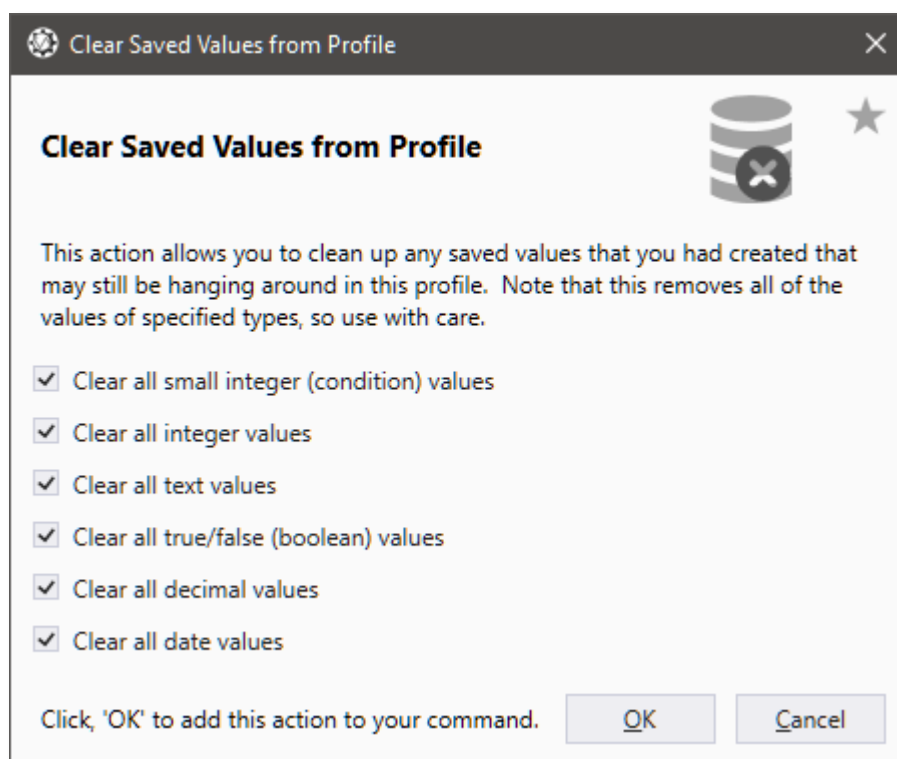 Clear Saved Values from Profile
Clear Saved Values from Profile
This action allows you to clean up any saved values that you had created that
may still be hanging around in this profile.  Note that this removes all of the
values of specified types, so use with care.
Clear all small integer (condition) values
Clear all integer values
Clear all text values
Clear all true/false (boolean) values
Clear all decimal values
Clear all date values
Click, 'OK' to add this action to your command.
OK
Cancel